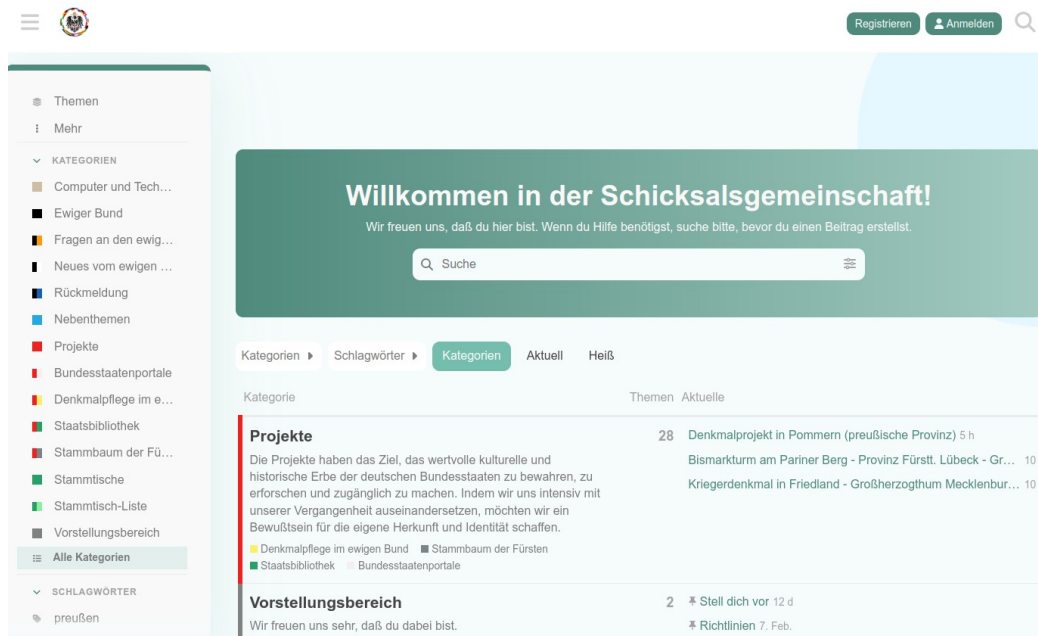 Registrieren
Anmelden
Themen
Mehr
KATEGORIEN
Computer und Tech…
Ewiger Bund
Fragen an den ewig…
Neues vom ewigen …
Rückmeldung
Nebenthemen
Projekte
Bundesstaatenportale
Denkmalpflege im e…
Staatsbibliothek
Stammbaum der Fü…
Stammtische
Stammtisch-Liste
Vorstellungsbereich
Alle Kategorien
SCHLAGWÖRTER
preußen
Willkommen in der Schicksalsgemeinschaft!
Wir freuen uns, daß du hier bist. Wenn du Hilfe benötigst, suche bitte, bevor du einen Beitrag erstellst.
Suche
Kategorien Schlagwörter Kategorien Aktuell Heiß
Kategorie Themen Aktuelle
Projekte
Die Projekte haben das Ziel, das wertvolle kulturelle und
historische Erbe der deutschen Bundesstaaten zu bewahren, zu
erforschen und zugänglich zu machen. Indem wir uns intensiv mit
unserer Vergangenheit auseinandersetzen, möchten wir ein
Bewußtsein für die eigene Herkunft und Identität schaffen.
Denkmalpflege im ewigen Bund Stammbaum der Fürsten
Staatsbibliothek Bundesstaatenportale
28
Denkmalprojekt in Pommern (preußische Provinz) 5 h
Bismarkturm am Pariner Berg - Provinz Fürstt. Lübeck - Gr… 10
Kriegerdenkmal in Friedland - Großherzogthum Mecklenbur… 10
Vorstellungsbereich
Wir freuen uns sehr, daß du dabei bist.
2
Stell dich vor 12 d
Richtlinien 7. Feb.